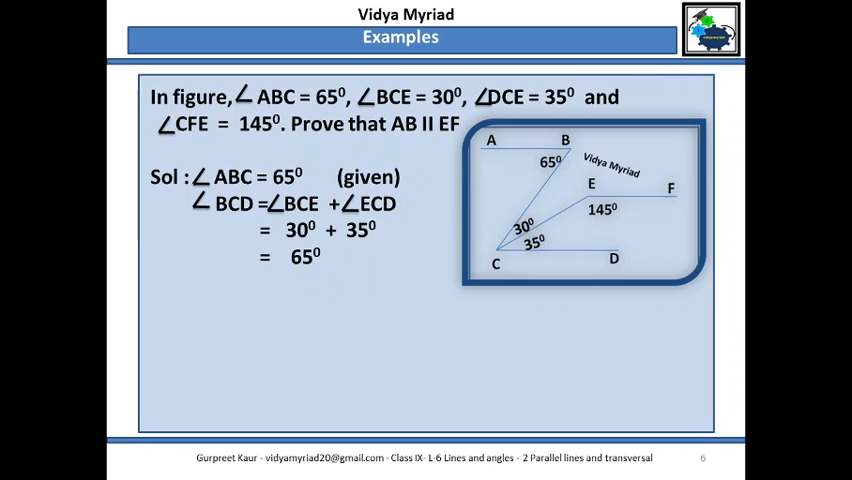 Vidya Myriad
Examples
vidyamyriad
In figure, ∠ ABC = 65⁰, ∠ BCE = 30⁰, ∠DCE = 35⁰ and
∠CFE = 145⁰. Prove that AB II EF
A B
65⁰ Vidya Myriad
E F
145⁰
30⁰
35⁰
C D
Sol : ∠ ABC = 65⁰ (given)
∠ BCD =∠BCE +∠ECD
= 30⁰ + 35⁰
= 65⁰
Gurpreet Kaur - vidyamyriad20@gmail.com - Class IX- L-6 Lines and angles - 2 Parallel lines and transversal 6